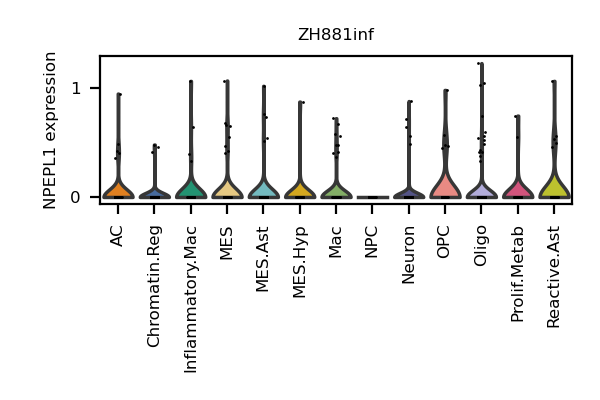 ZH881inf
NPEPL1 expression
1
0
AC
Chromatin.Reg
Inflammatory.Mac
MES
MES.Ast
MES.Hyp
Mac
NPC
Neuron
OPC
Oligo
Prolif.Metab
Reactive.Ast